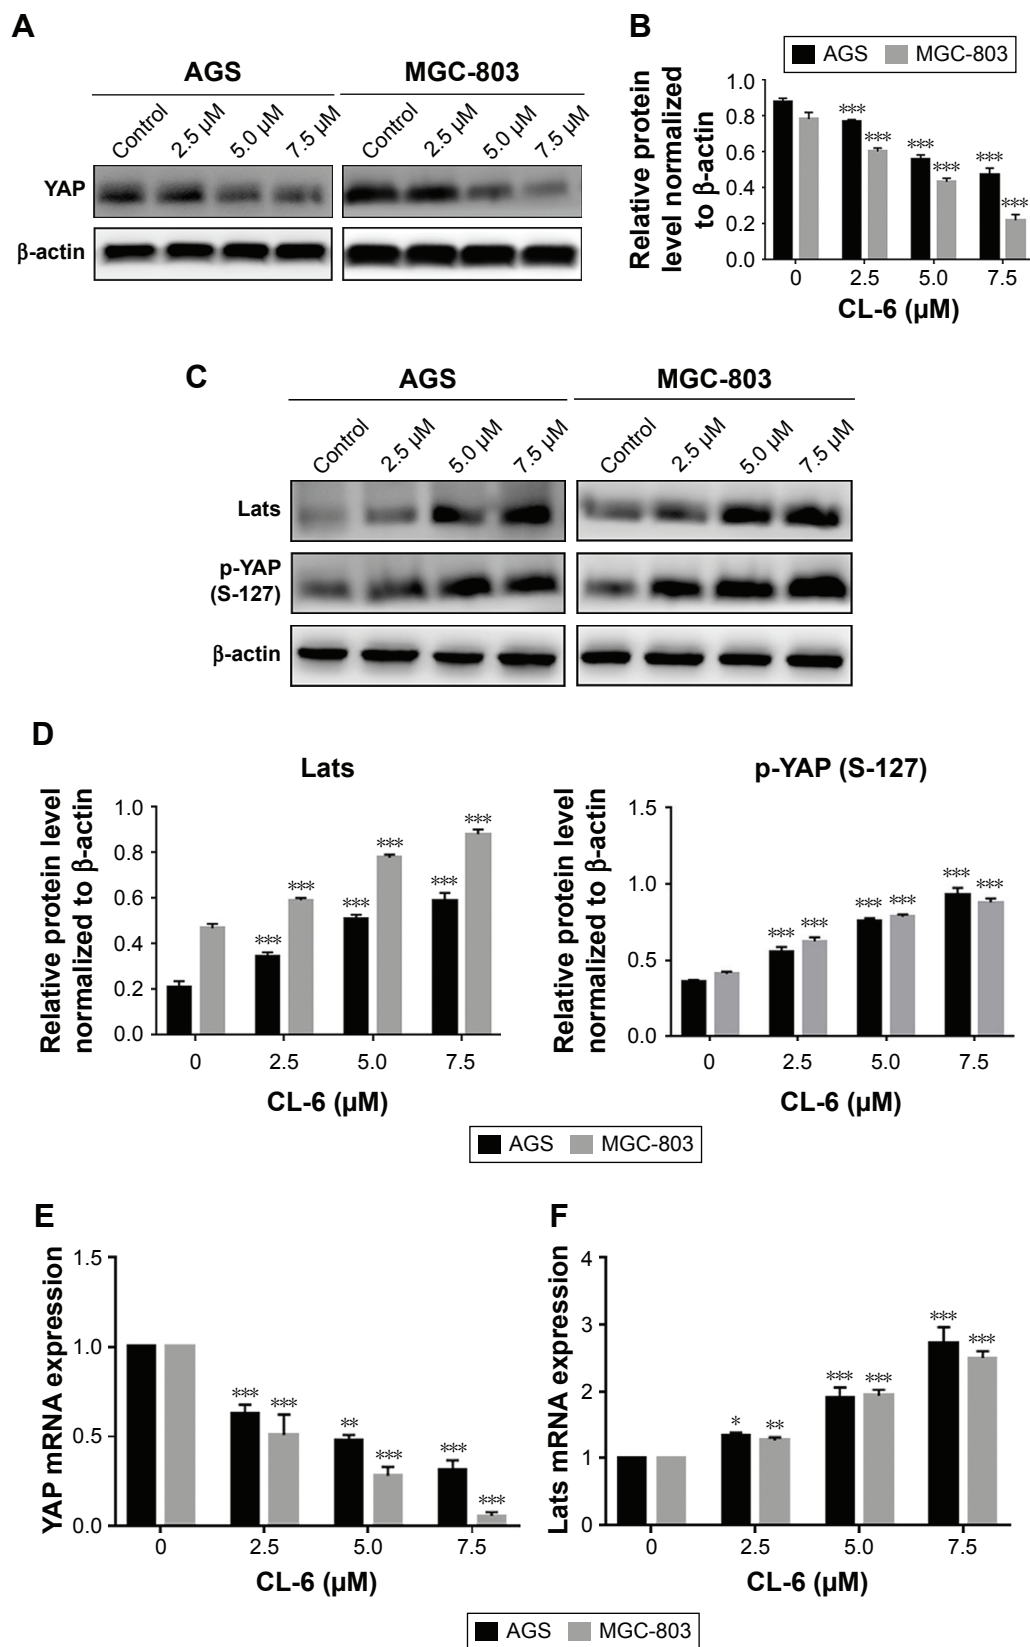 A
AGS MGC-803
Control 2.5 µM 5.0 µM 7.5 µM Control 2.5 µM 5.0 µM 7.5 µM
YAP
β-actin
B
AGS MGC-803
Relative protein
level normalized
to β-actin
1.0
0.8
0.6
0.4
0.2
0.0
*** *** *** *** *** ***
0 2.5 5.0 7.5
CL-6 (µM)
C
AGS MGC-803
Control 2.5 µM 5.0 µM 7.5 µM Control 2.5 µM 5.0 µM 7.5 µM
Lats
p-YAP
(S-127)
β-actin
D
Lats
Relative protein level
normalized to β-actin
1.0
0.8
0.6
0.4
0.2
0.0
*** *** *** *** *** ***
0 2.5 5.0 7.5
CL-6 (µM)
p-YAP (S-127)
Relative protein level
normalized to β-actin
1.5
1.0
0.5
0.0
*** *** *** *** *** ***
0 2.5 5.0 7.5
CL-6 (µM)
AGS MGC-803
E
YAP mRNA expression
1.5
1.0
0.5
0.0
*** *** ** *** *** ***
0 2.5 5.0 7.5
CL-6 (µM)
F
Lats mRNA expression
4
3
2
1
0
* ** *** *** *** ***
0 2.5 5.0 7.5
CL-6 (µM)
AGS MGC-803